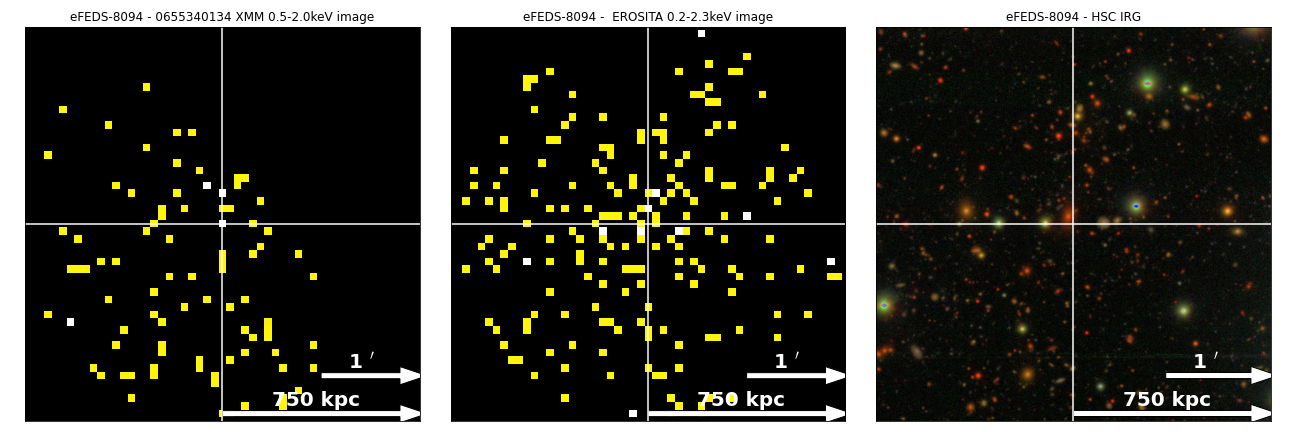 eFEDS-8094 - 0655340134 XMM 0.5-2.0keV image
1 ′
750 kpc
eFEDS-8094 - EROSITA 0.2-2.3keV image
1 ′
750 kpc
eFEDS-8094 - HSC IRG
1 ′
750 kpc